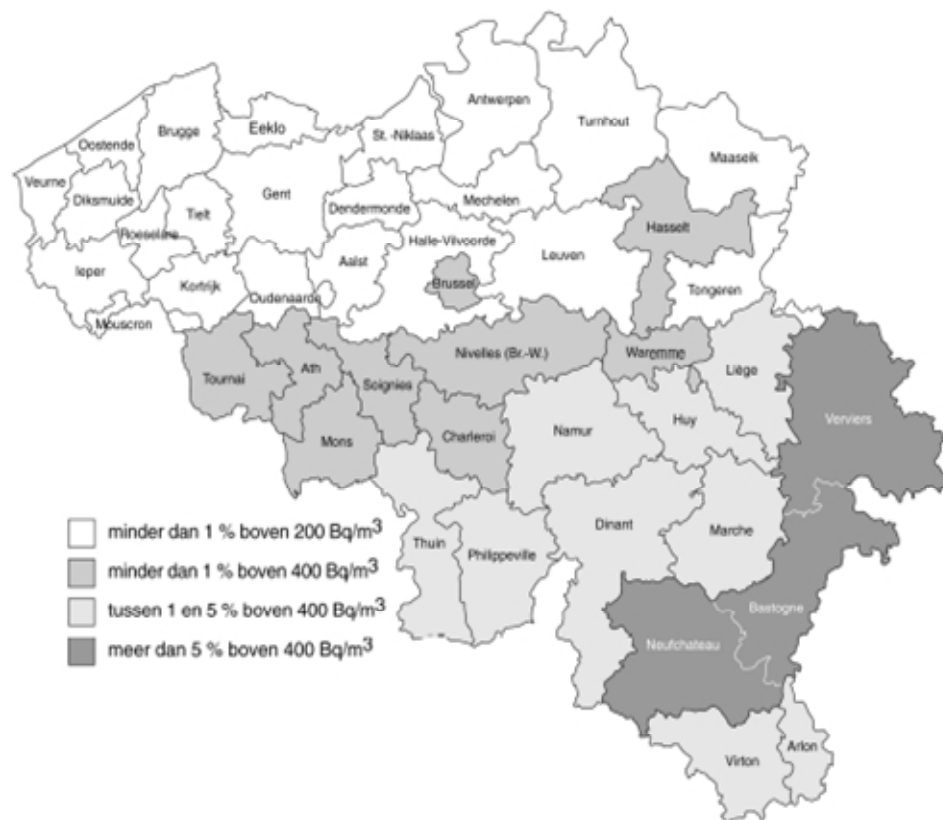 Antwerpen
Turnhout
Brugge
Eeklo
St. -Niklaas
Oostende
Maaseik
Veurne
Diksmuide
Tielt
Gent
Dendermonde
Mechelen
Roeselare
Hasselt
Halle-Vilvoorde
Leuven
Ieper
Aalst
Kortrijk
Brussel
Tongeren
Oudenaarde
Mouscron
Nivelles (Br.-W.)
Waremme
Tournai
Ath
Soignies
Liège
Verviers
Huy
Mons
Charleroi
Namur
minder dan 1 % boven 200 Bq/m³
Dinant
Marche
Thuin
Philippeville
minder dan 1 % boven 400 Bq/m³
tussen 1 en 5 % boven 400 Bq/m³
Bastogne
meer dan 5 % boven 400 Bq/m³
Neufchateau
Virton
Arlon